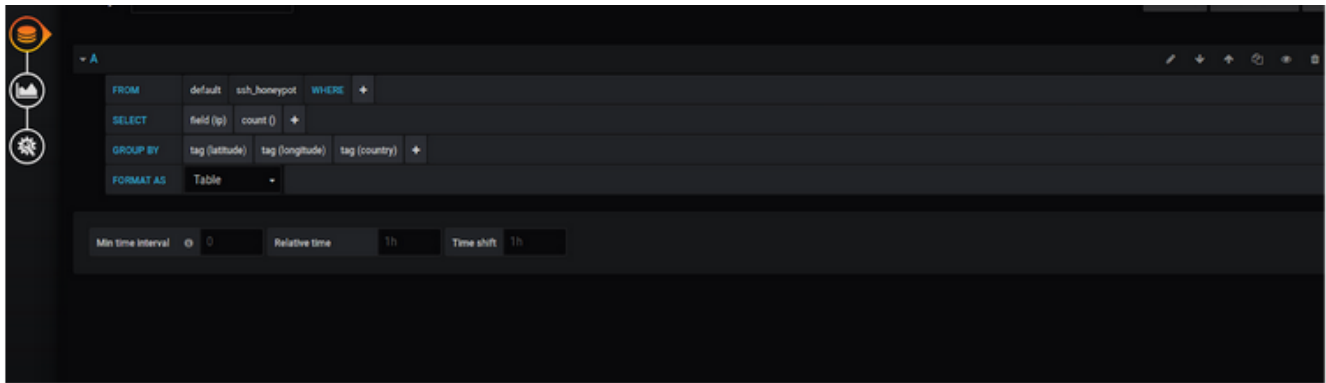 A
FROM default ssh_honeypot WHERE +
SELECT field (ip) count () +
GROUP BY tag (latitude) tag (longitude) tag (country) +
FORMAT AS Table
Min time interval 0 Relative time 1h Time shift 1h